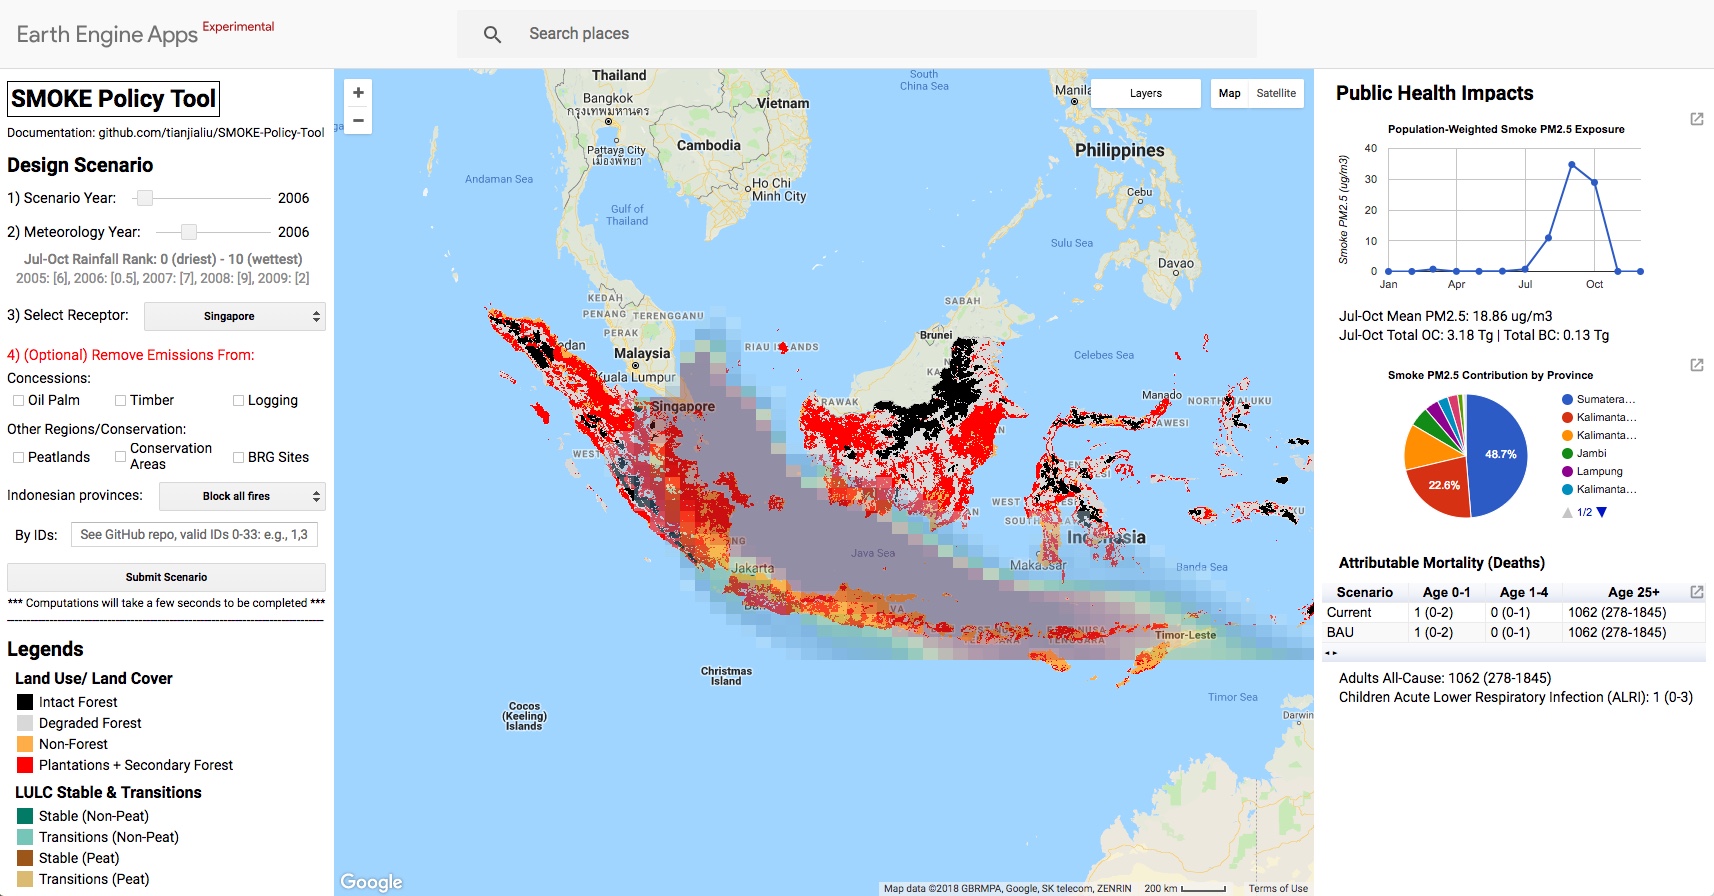 Earth Engine Apps Experimental
Search places
SMOKE Policy Tool
Documentation: github.com/tianjialiu/SMOKE-Policy-Tool
Design Scenario
1) Scenario Year: 2006
2) Meteorology Year: 2006
Jul-Oct Rainfall Rank: 0 (driest) - 10 (wettest)
2005: [6], 2006: [0.5], 2007: [7], 2008: [9], 2009: [2]
3) Select Receptor: Singapore
4) (Optional) Remove Emissions From:
Concessions:
Oil Palm Timber Logging
Other Regions/Conservation:
Peatlands Conservation Areas BRG Sites
Indonesian provinces: Block all fires
By IDs: See GitHub repo, valid IDs 0-33: e.g., 1,3
Submit Scenario
*** Computations will take a few seconds to be completed ***
Legends
Land Use/ Land Cover
Intact Forest
Degraded Forest
Non-Forest
Plantations + Secondary Forest
LULC Stable & Transitions
Stable (Non-Peat)
Transitions (Non-Peat)
Stable (Peat)
Transitions (Peat)
+
−
Layers
Map Satellite
Thailand
Bangkok
กรุงเทพมหานคร
Pattaya City
เมืองพัทยา
Vietnam
Cambodia
Ho Chi
Minh City
South
China Sea
Manila
Philippines
Cebu
Andaman Sea
Gulf of
Thailand
Sulu Sea
Davao
KEDAH
PENANG TERENGGANU
PERAK
Malaysia
Kuala Lumpur
RIAU ISLANDS
SABAH
Brunei
Celebes Sea
Manado
Singapore
WEST
Java Sea
Jakarta
Makassar
Indonesia
Banda Sea
Timor-Leste
Christmas
Island
Cocos
(Keeling)
Islands
Timor Sea
Darwin
Google
Map data ©2018 GBRMPA, Google, SK telecom, ZENRIN 200 km Terms of Use
Public Health Impacts
Population-Weighted Smoke PM2.5 Exposure
Smoke PM2.5 (ug/m3)
40
30
20
10
0
Jan Apr Jul Oct
Jul-Oct Mean PM2.5: 18.86 ug/m3
Jul-Oct Total OC: 3.18 Tg | Total BC: 0.13 Tg
Smoke PM2.5 Contribution by Province
48.7%
22.6%
Sumatera…
Kalimanta…
Kalimanta…
Jambi
Lampung
Kalimanta…
1/2
Attributable Mortality (Deaths)
Scenario Age 0-1 Age 1-4 Age 25+
Current 1 (0-2) 0 (0-1) 1062 (278-1845)
BAU 1 (0-2) 0 (0-1) 1062 (278-1845)
Adults All-Cause: 1062 (278-1845)
Children Acute Lower Respiratory Infection (ALRI): 1 (0-3)